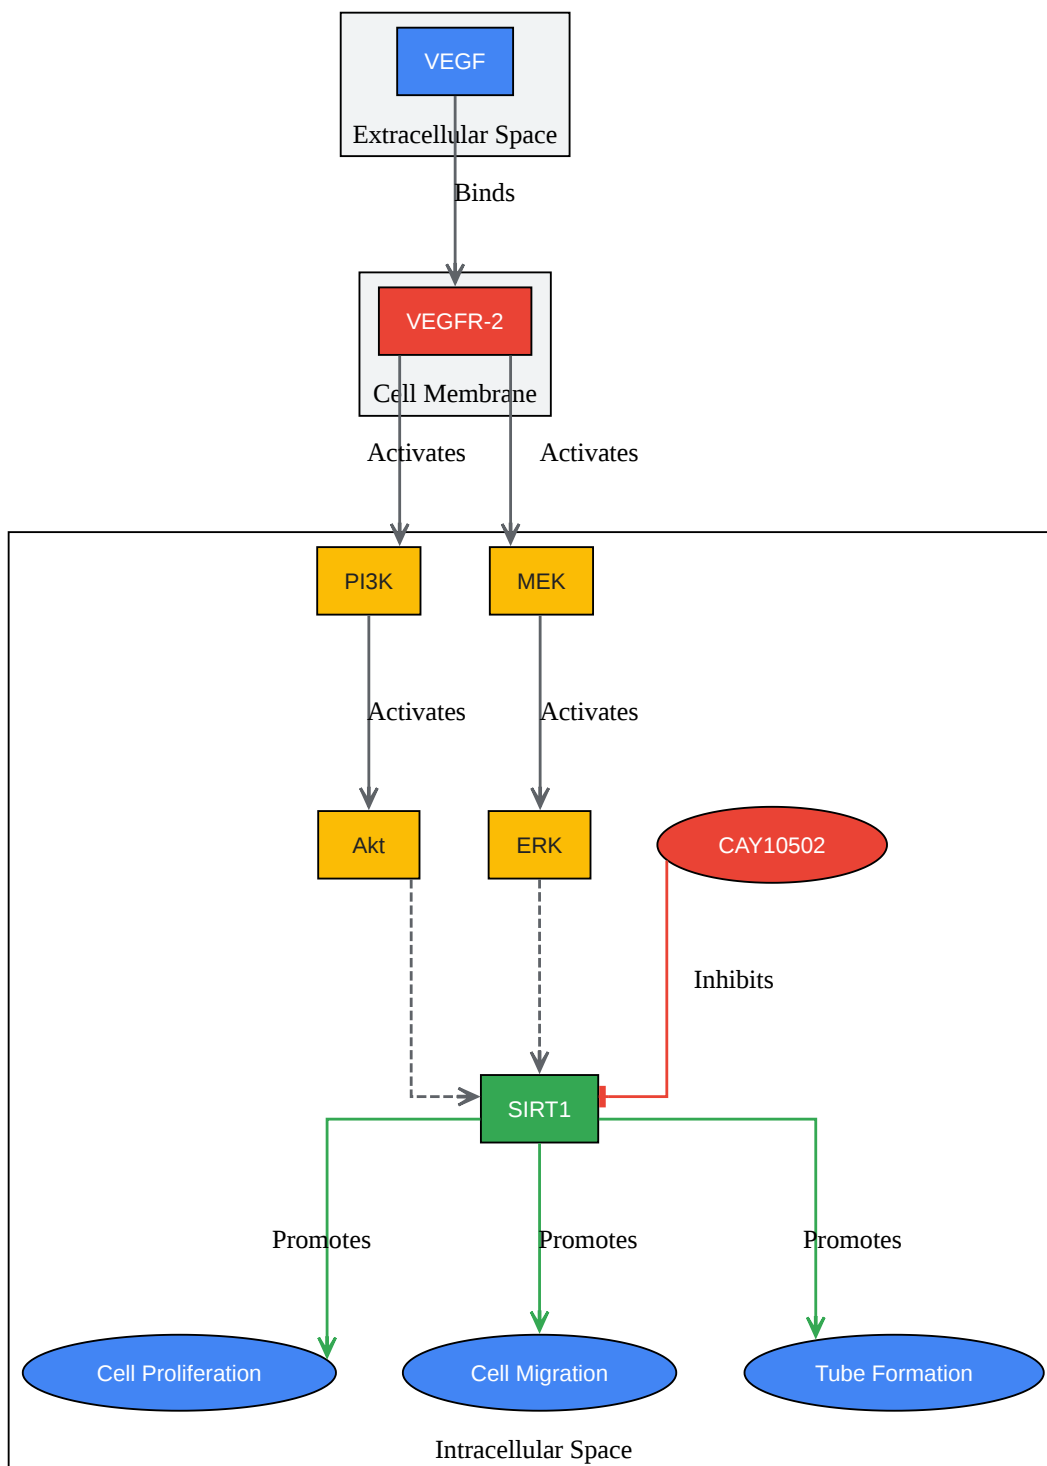 VEGF
Extracellular Space
Binds
VEGFR-2
Cell Membrane
Activates
Activates
PI3K
MEK
Activates
Activates
Akt
ERK
CAY10502
Inhibits
SIRT1
Promotes
Promotes
Promotes
Cell Proliferation
Cell Migration
Tube Formation
Intracellular Space